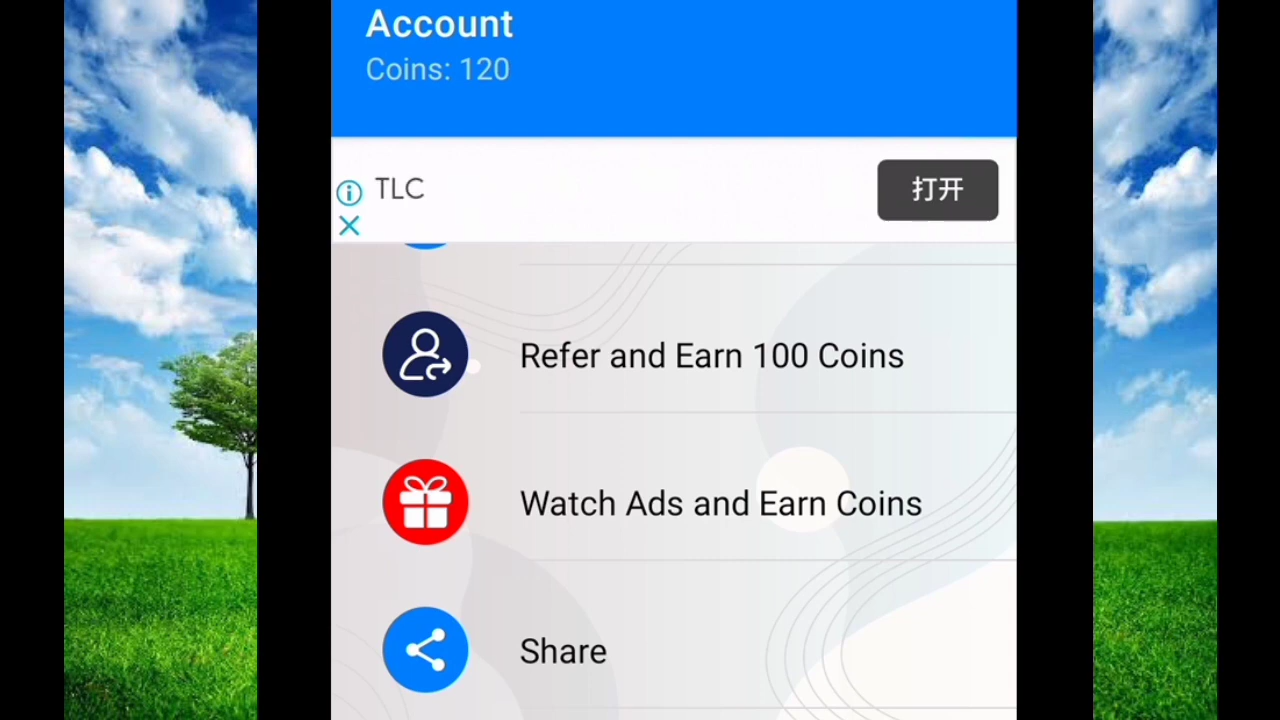 Account
Coins: 120
TLC
打开
Refer and Earn 100 Coins
Watch Ads and Earn Coins
Share